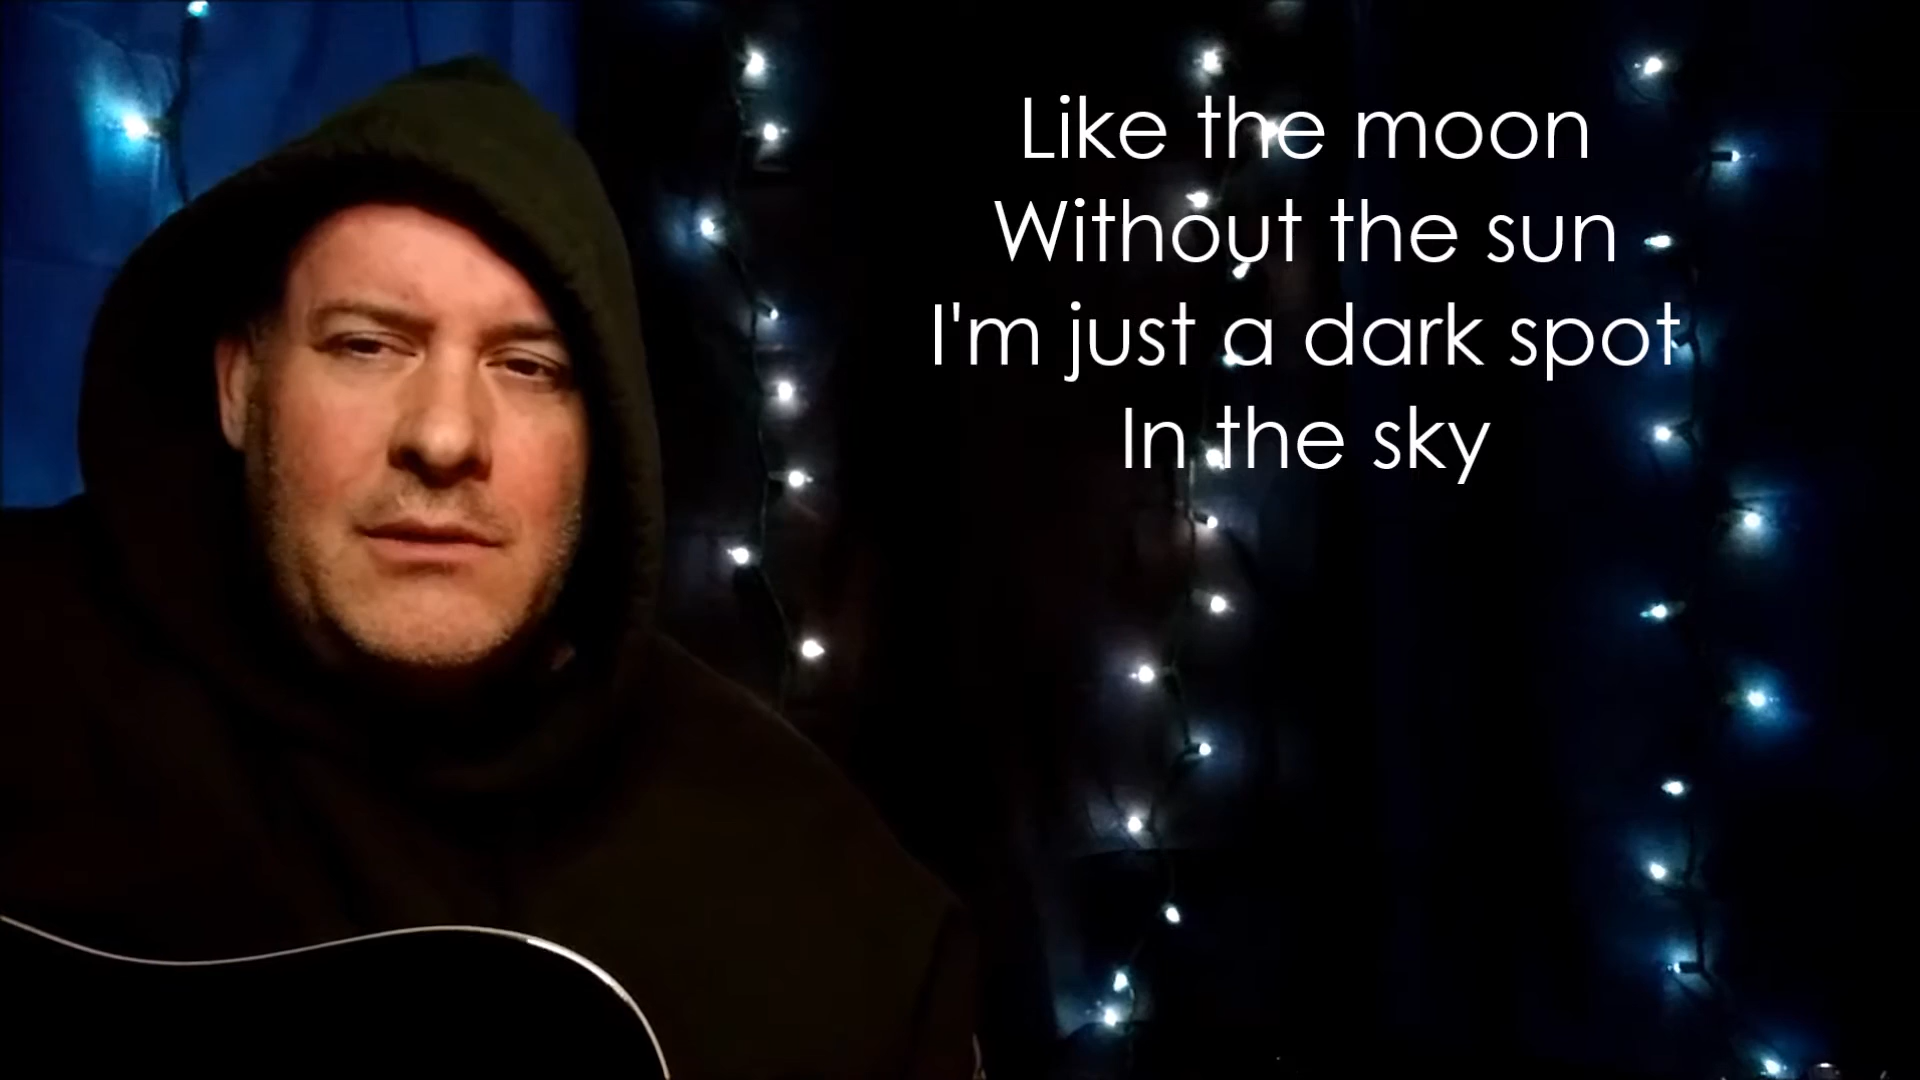 Like the moon
Without the sun
I'm just a dark spot
In the sky